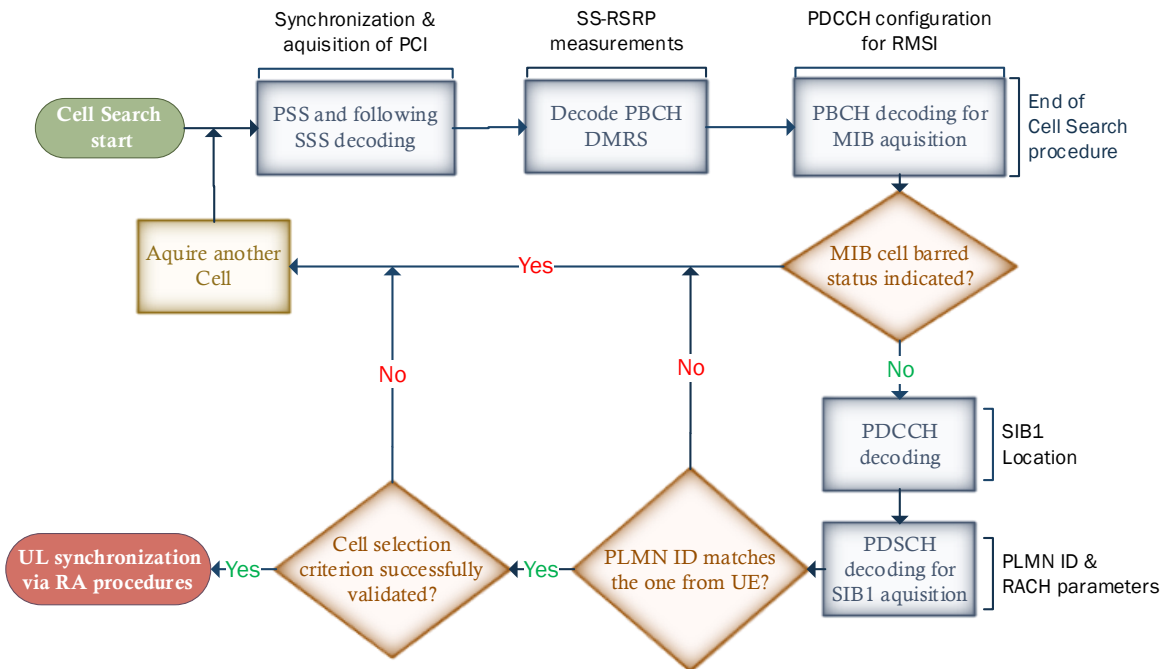 Synchronization &
aquisition of PCI
SS-RSRP
measurements
PDCCH configuration
for RMSI
Cell Search
start
PSS and following
SSS decoding
Decode PBCH
DMRS
PBCH decoding for
MIB aquisition
End of
Cell Search
procedure
Aquire another
Cell
Yes
MIB cell barred
status indicated?
No
No
No
PDCCH
decoding
SIB1
Location
UL synchronization
via RA procedures
Yes
Cell selection
criterion successfully
validated?
Yes
PLMN ID matches
the one from UE?
PDSCH
decoding for
SIB1 aquisition
PLMN ID &
RACH parameters